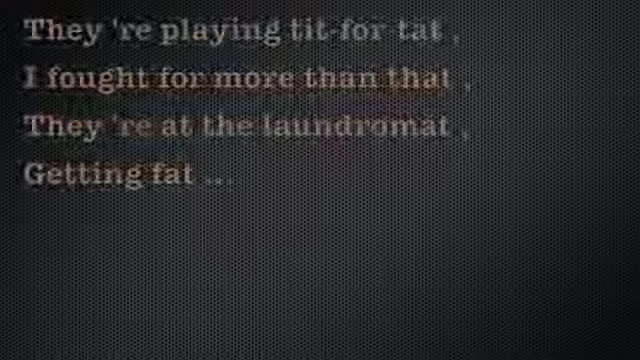 They 're playing tit-for tat ,
I fought for more than that ,
They 're at the laundromat ,
Getting fat ...